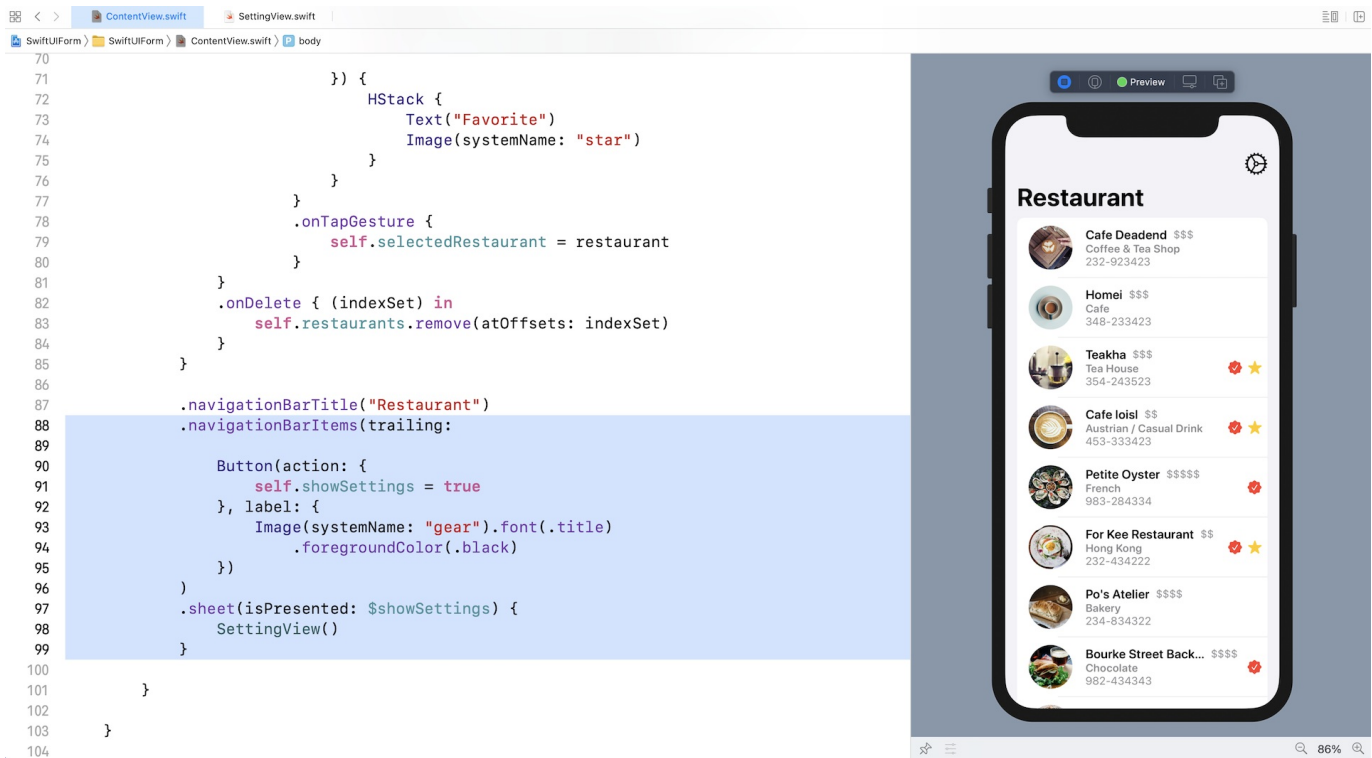 ContentView.swift
SettingView.swift
SwiftUIForm
SwiftUIForm
ContentView.swift
P
body
70
71 }) {
72 HStack {
73 Text("Favorite")
74 Image(systemName: "star")
75 }
76 }
77 }
78 .onTapGesture {
79 self.selectedRestaurant = restaurant
80 }
81 }
82 .onDelete { (indexSet) in
83 self.restaurants.remove(atOffsets: indexSet)
84 }
85 }
86
87 .navigationBarTitle("Restaurant")
88 .navigationBarItems(trailing:
89
90 Button(action: {
91 self.showSettings = true
92 }, label: {
93 Image(systemName: "gear").font(.title)
94 .foregroundColor(.black)
95 })
96 )
97 .sheet(isPresented: $showSettings) {
98 SettingView()
99 }
100
101 }
102
103 }
104
Preview
Restaurant
Cafe Deadend $$$
Coffee & Tea Shop
232-923423
Homei $$$
Cafe
348-233423
Teakha $$$
Tea House
354-243523
Cafe loisl $$
Austrian / Casual Drink
453-333423
Petite Oyster $$$$$
French
983-284334
For Kee Restaurant $$
Hong Kong
232-434222
Po's Atelier $$$$
Bakery
234-834322
Bourke Street Back... $$$$
Chocolate
982-434343
86%